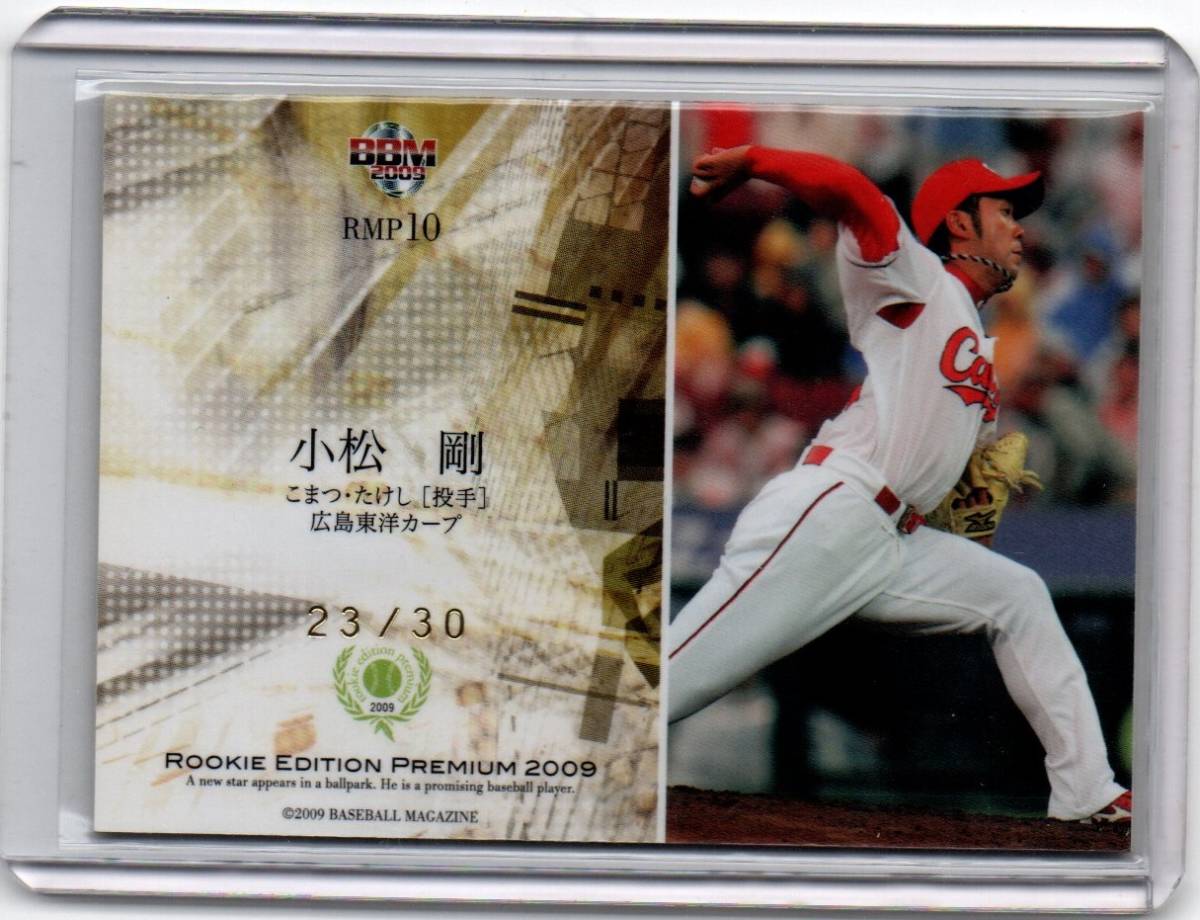 BBM
2009
RMP10
小松 剛
こまつ・たけし［投手］
広島東洋カープ
23/30
rookie edition premium
2009
ROOKIE EDITION PREMIUM 2009
A new star appears in a ballpark. He is a promising baseball player.
©2009 BASEBALL MAGAZINE